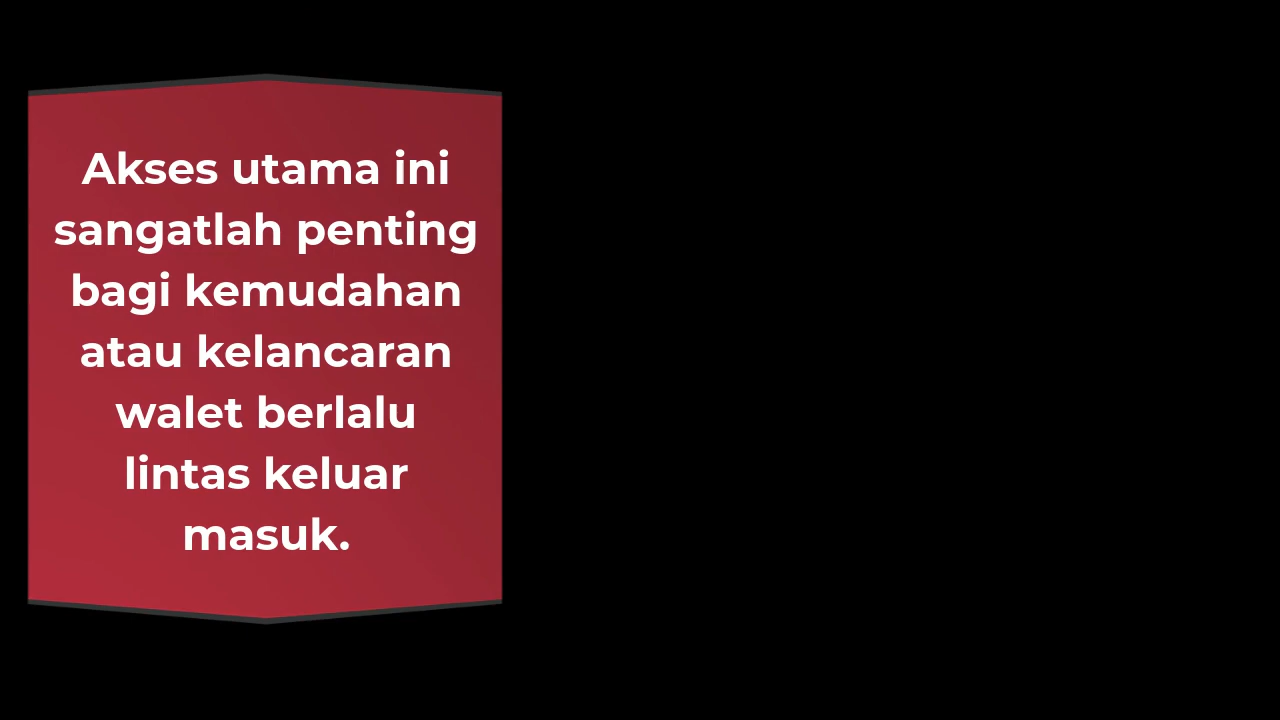 Akses utama ini
sangatlah penting
bagi kemudahan
atau kelancaran
walet berlalu
lintas keluar
masuk.